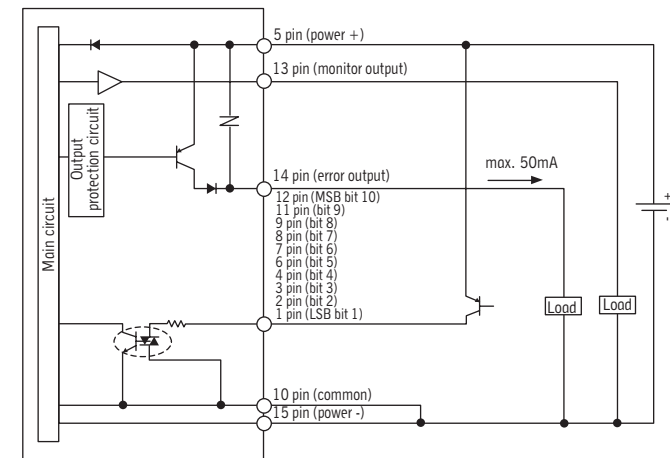 5 pin (power +)
13 pin (monitor output)
Main circuit
Output
protection circuit
max. 50mA
14 pin (error output)
12 pin (MSB bit 10)
11 pin (bit 9)
9 pin (bit 8)
8 pin (bit 7)
7 pin (bit 6)
6 pin (bit 5)
4 pin (bit 4)
3 pin (bit 3)
2 pin (bit 2)
1 pin (LSB bit 1)
+
-
Load
Load
10 pin (common)
15 pin (power -)